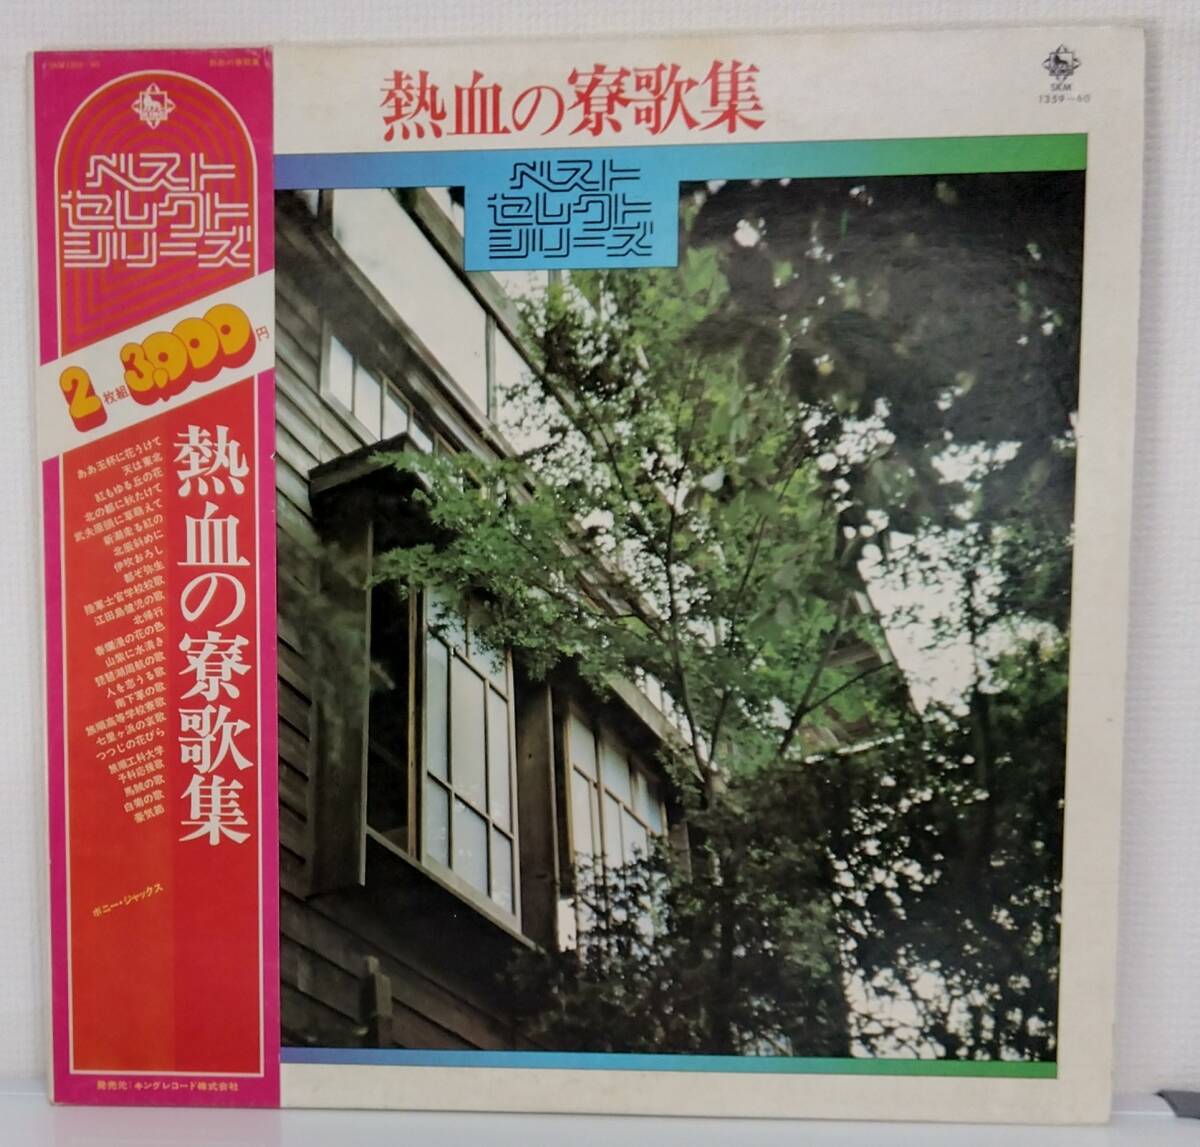 熱血の寮歌集
SKM
1359〜60
ベスト
セレクト
シリーズ
ベスト
セレクト
シリーズ
2枚組3,000円
熱血の寮歌集
ああ玉杯に花うけて
天は東北
紅もゆる丘の花
北の都に秋たけて
武夫原頭に草萌えて
新潮走る紅の
北辰斜めに
伊吹おろし
都ぞ弥生
陸軍士官学校校歌
江田島健児の歌
北帰行
春爛漫の花の色
山紫に水清き
琵琶湖周航の歌
人を恋うる歌
南下軍の歌
旅順高等学校寮歌
七里ヶ浜の哀歌
つつじの花びら
旅順工科大学
予科応援歌
馬賊の歌
白菊の歌
豪気節
ボニー・ジャックス
発売元|キングレコード株式会社